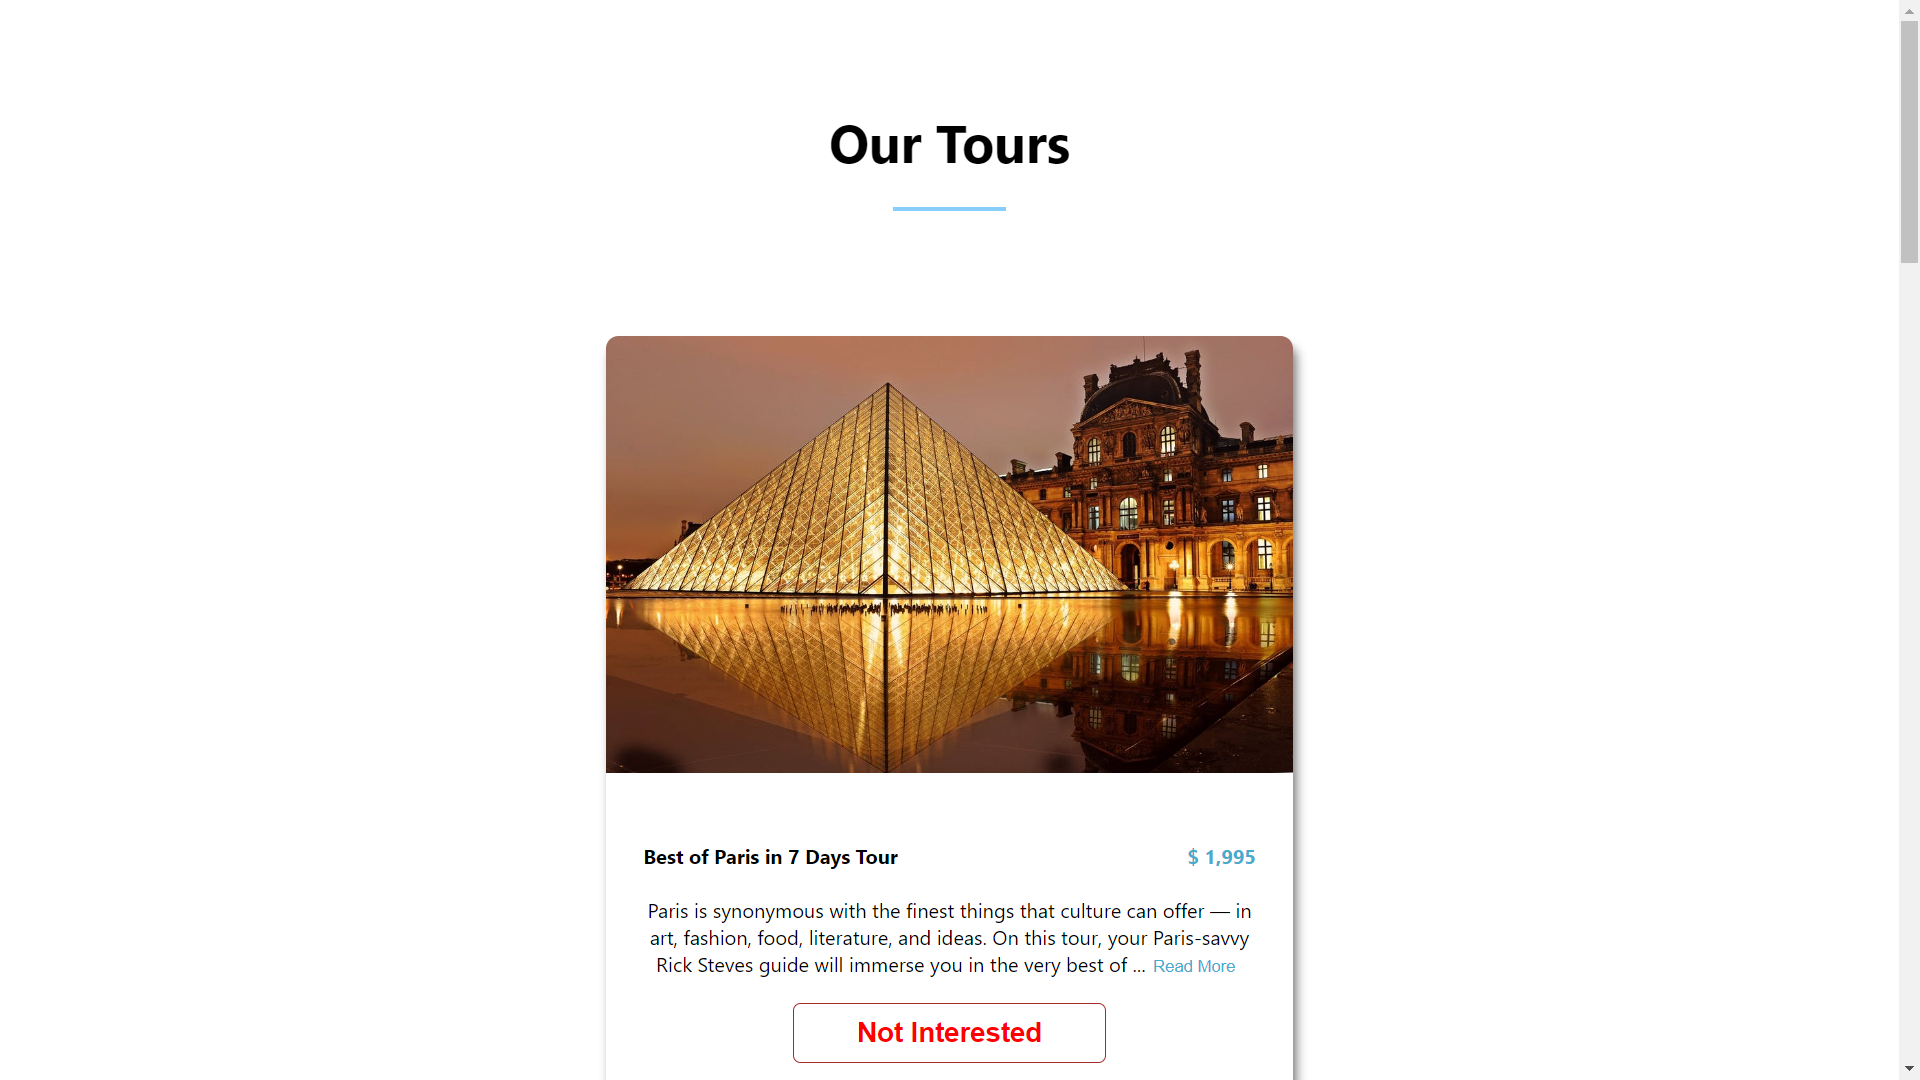 Our Tours
Best of Paris in 7 Days Tour
$ 1,995
Paris is synonymous with the finest things that culture can offer — in
art, fashion, food, literature, and ideas. On this tour, your Paris-savvy
Rick Steves guide will immerse you in the very best of ... Read More
Not Interested